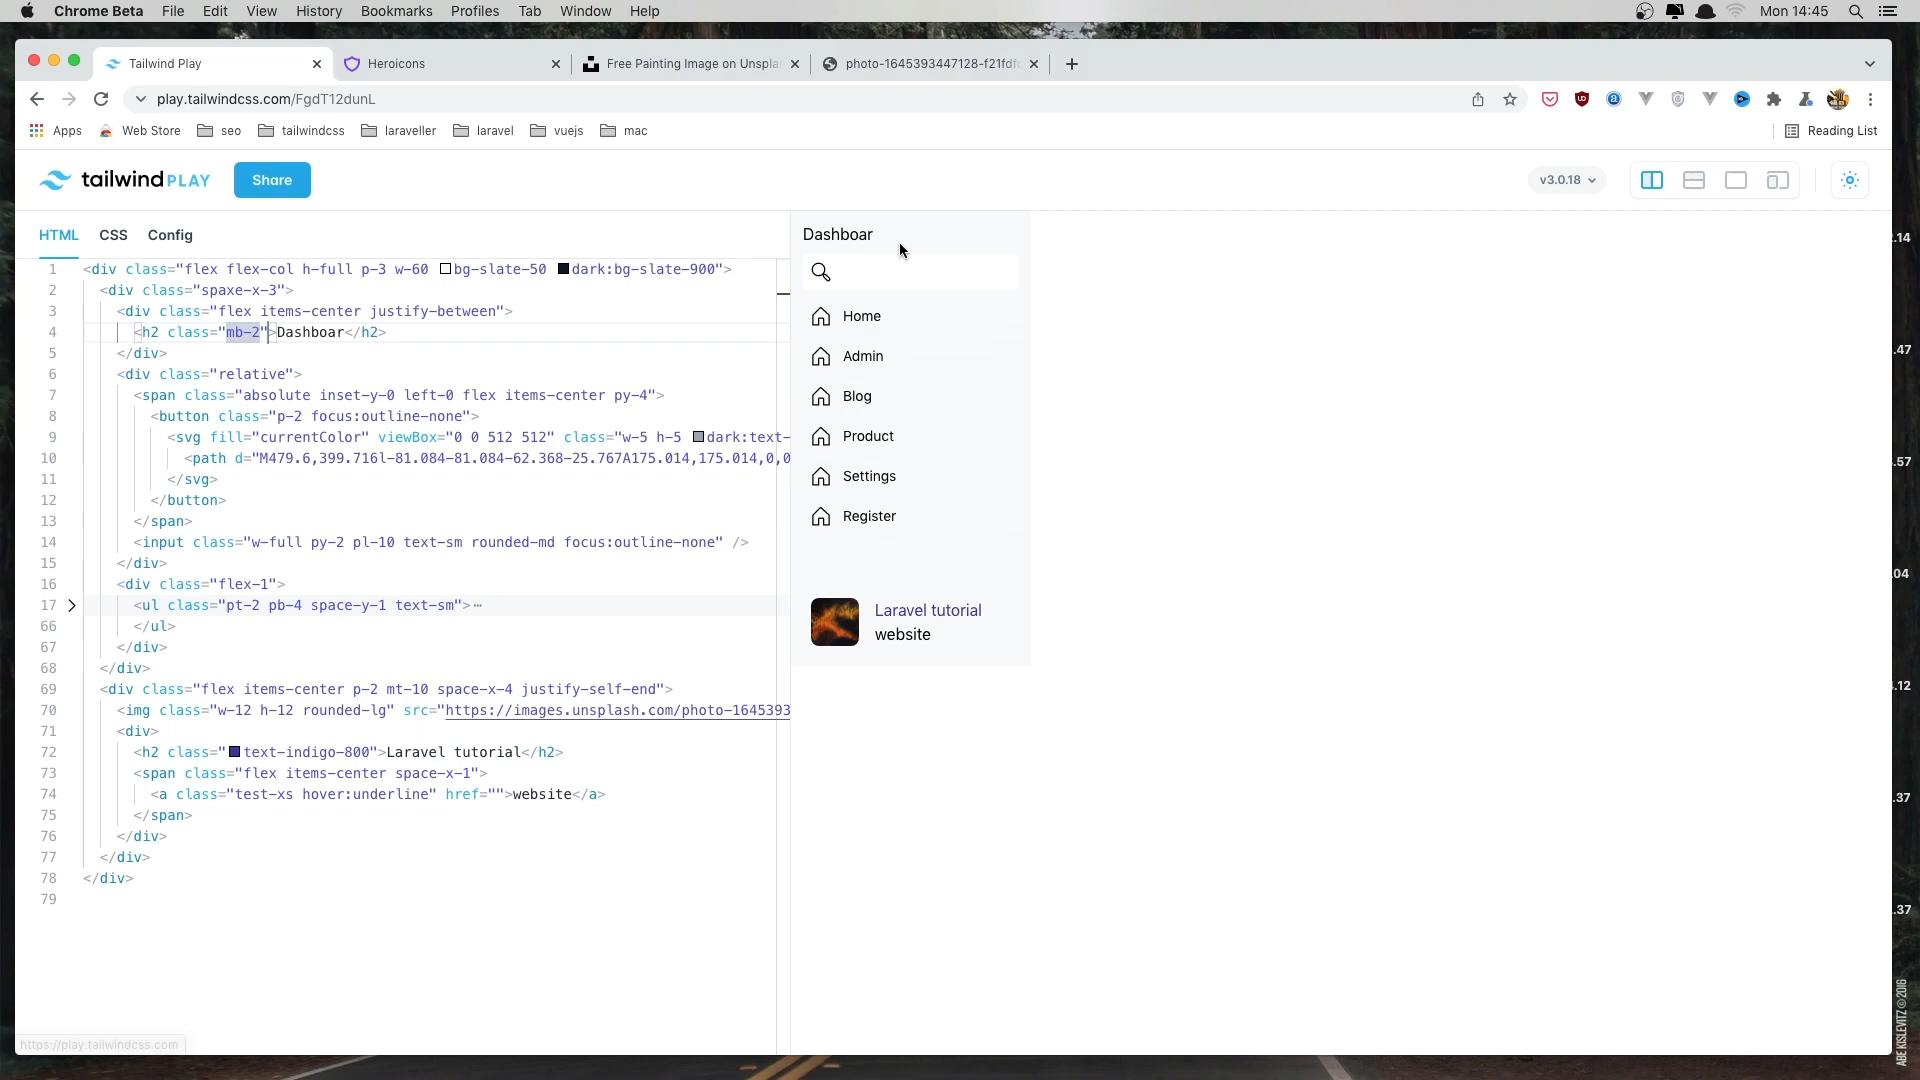 Chrome Beta File Edit View History Bookmarks Profiles Tab Window Help Mon 14:45
Tailwind Play Heroicons Free Painting Image on Unspla photo-1645393447128-f21fdf
play.tailwindcss.com/FgdT12dunL
Apps Web Store seo tailwindcss laraveller laravel vuejs mac Reading List
tailwind PLAY Share v3.0.18
HTML CSS Config
1 <div class="flex flex-col h-full p-3 w-60 bg-slate-50 dark:bg-slate-900">
2 <div class="spaxe-x-3">
3 <div class="flex items-center justify-between">
4 <h2 class="mb-2">Dashboar</h2>
5 </div>
6 <div class="relative">
7 <span class="absolute inset-y-0 left-0 flex items-center py-4">
8 <button class="p-2 focus:outline-none">
9 <svg fill="currentColor" viewBox="0 0 512 512" class="w-5 h-5 dark:text-
10 <path d="M479.6,399.716l-81.084-81.084-62.368-25.767A175.014,175.014,0,0
11 </svg>
12 </button>
13 </span>
14 <input class="w-full py-2 pl-10 text-sm rounded-md focus:outline-none" />
15 </div>
16 <div class="flex-1">
17 <ul class="pt-2 pb-4 space-y-1 text-sm">⋯
66 </ul>
67 </div>
68 </div>
69 <div class="flex items-center p-2 mt-10 space-x-4 justify-self-end">
70 <img class="w-12 h-12 rounded-lg" src="https://images.unsplash.com/photo-1645393
71 <div>
72 <h2 class="text-indigo-800">Laravel tutorial</h2>
73 <span class="flex items-center space-x-1">
74 <a class="test-xs hover:underline" href="">website</a>
75 </span>
76 </div>
77 </div>
78 </div>
79
Dashboar
Home
Admin
Blog
Product
Settings
Register
Laravel tutorial
website
https://play.tailwindcss.com
.14
.47
.57
04
.12
.37
.37
ABE KISLEVITZ © 2016